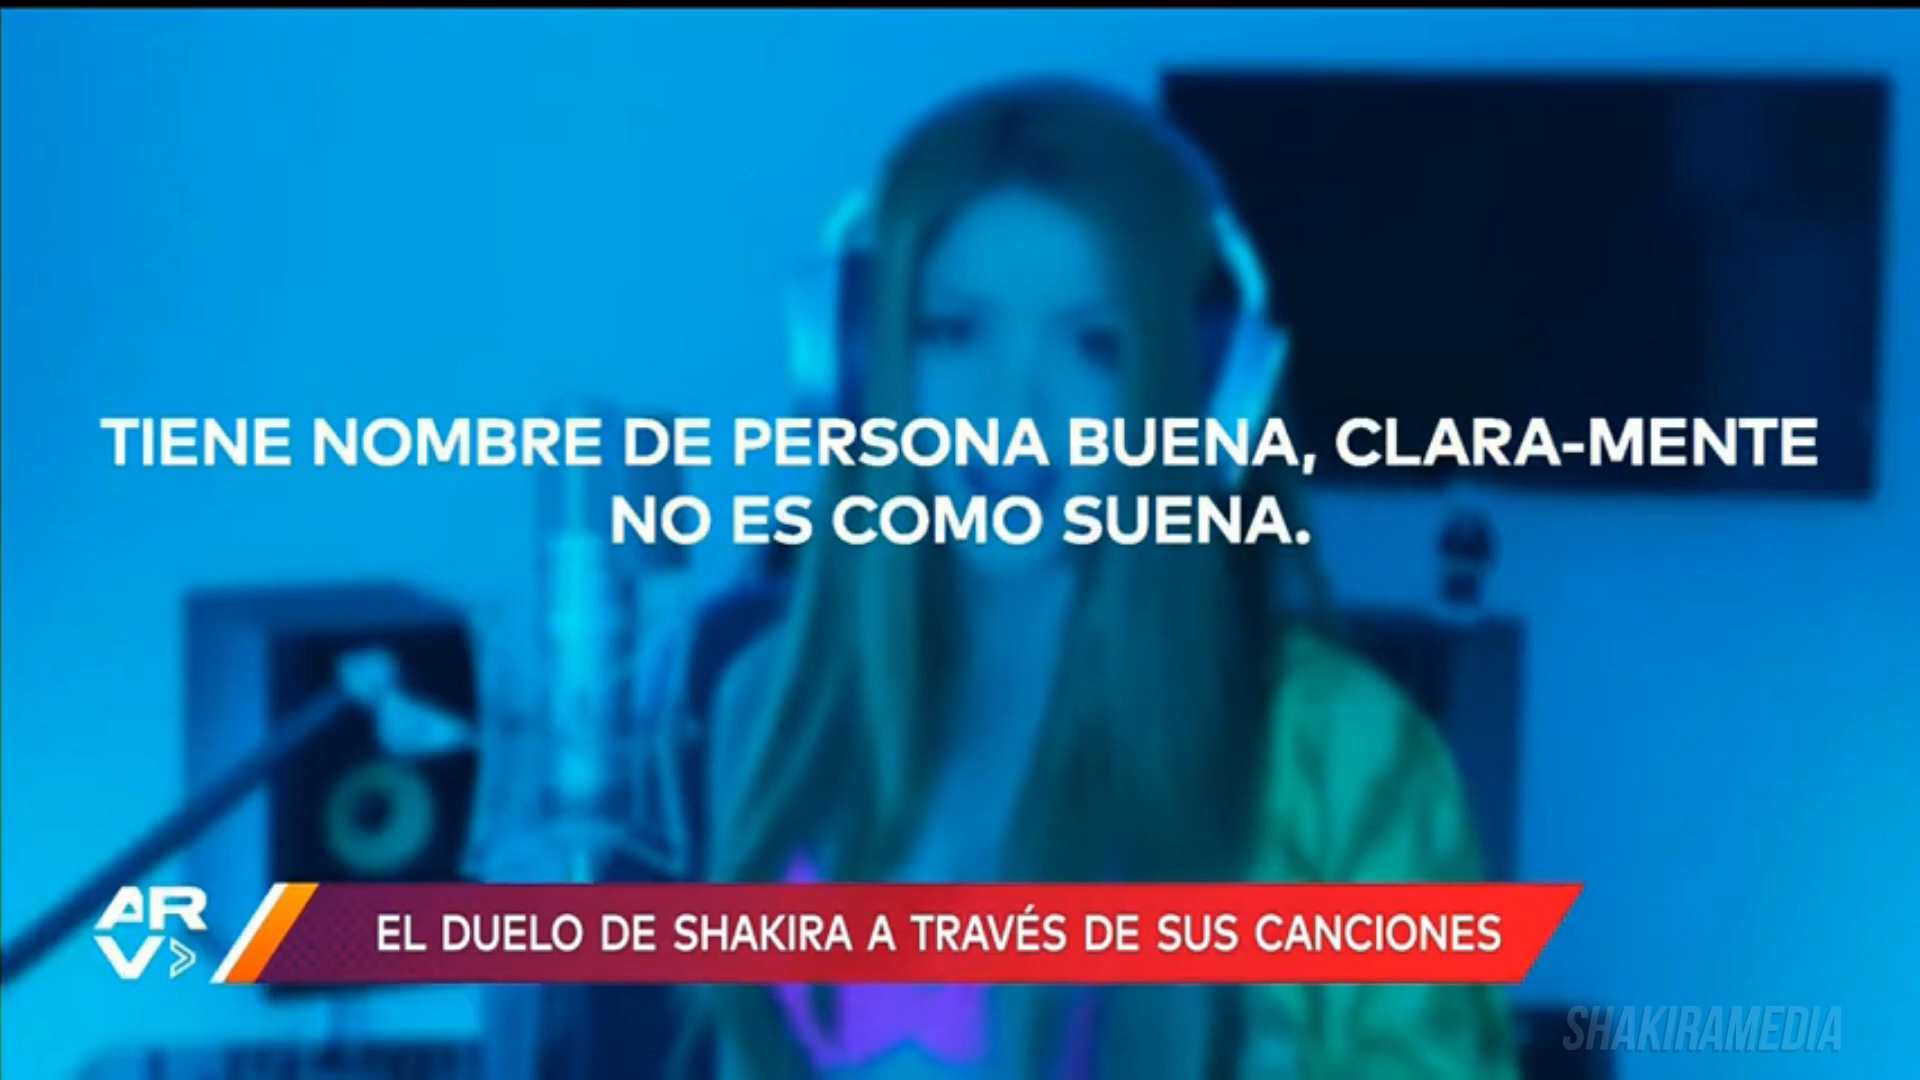 TIENE NOMBRE DE PERSONA BUENA, CLARA-MENTE
NO ES COMO SUENA.
ARV
EL DUELO DE SHAKIRA A TRAVÉS DE SUS CANCIONES
SHAKIRAMEDIA